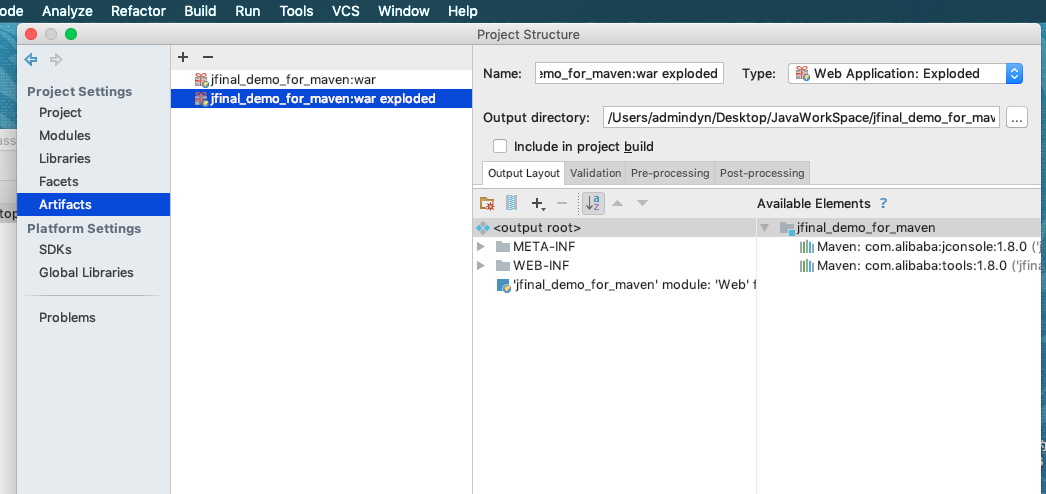 ode Analyze Refactor Build Run Tools VCS Window Help
Project Structure
Project Settings
Project
Modules
Libraries
Facets
Artifacts
Platform Settings
SDKs
Global Libraries
Problems
jfinal_demo_for_maven:war
jfinal_demo_for_maven:war exploded
Name: emo_for_maven:war exploded Type: Web Application: Exploded
Output directory: /Users/admindyn/Desktop/JavaWorkSpace/jfinal_demo_for_mav ...
Include in project build
Output Layout Validation Pre-processing Post-processing
Available Elements ?
<output root>
META-INF
WEB-INF
'jfinal_demo_for_maven' module: 'Web' f
jfinal_demo_for_maven
Maven: com.alibaba:jconsole:1.8.0 ('j
Maven: com.alibaba:tools:1.8.0 ('jfina
ass
top